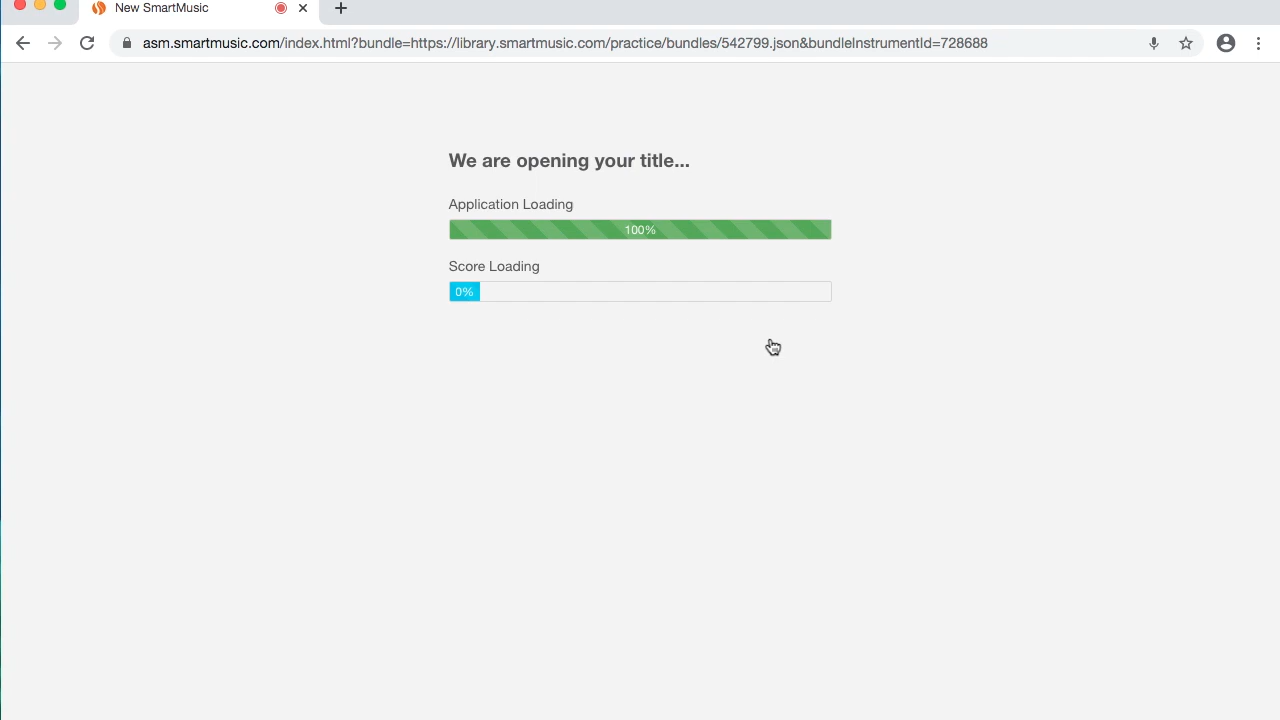 New SmartMusic
asm.smartmusic.com/index.html?bundle=https://library.smartmusic.com/practice/bundles/542799.json&bundleInstrumentId=728688
We are opening your title...
Application Loading
100%
Score Loading
0%